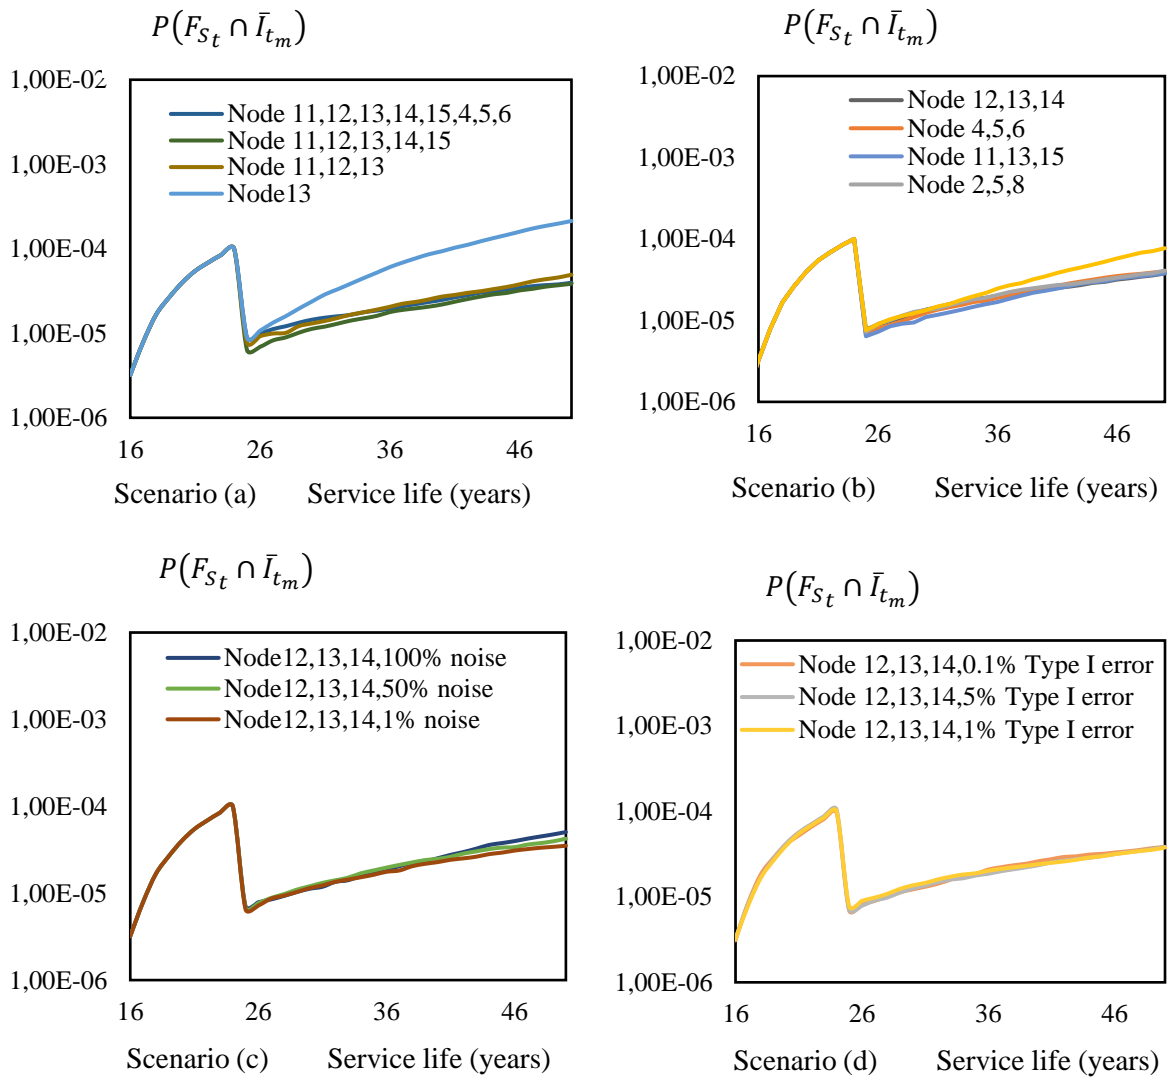 P(F_{S_t} ∩ Ī_{t_m})
1,00E-02
Node 11,12,13,14,15,4,5,6
Node 11,12,13,14,15
Node 11,12,13
Node13
1,00E-03
1,00E-04
1,00E-05
1,00E-06
16 26 36 46
Scenario (a) Service life (years)
P(F_{S_t} ∩ Ī_{t_m})
1,00E-02
Node 12,13,14
Node 4,5,6
Node 11,13,15
Node 2,5,8
1,00E-03
1,00E-04
1,00E-05
1,00E-06
16 26 36 46
Scenario (b) Service life (years)
P(F_{S_t} ∩ Ī_{t_m})
1,00E-02
Node12,13,14,100% noise
Node12,13,14,50% noise
Node12,13,14,1% noise
1,00E-03
1,00E-04
1,00E-05
1,00E-06
16 26 36 46
Scenario (c) Service life (years)
P(F_{S_t} ∩ Ī_{t_m})
1,00E-02
Node 12,13,14,0.1% Type I error
Node 12,13,14,5% Type I error
Node 12,13,14,1% Type I error
1,00E-03
1,00E-04
1,00E-05
1,00E-06
16 26 36 46
Scenario (d) Service life (years)